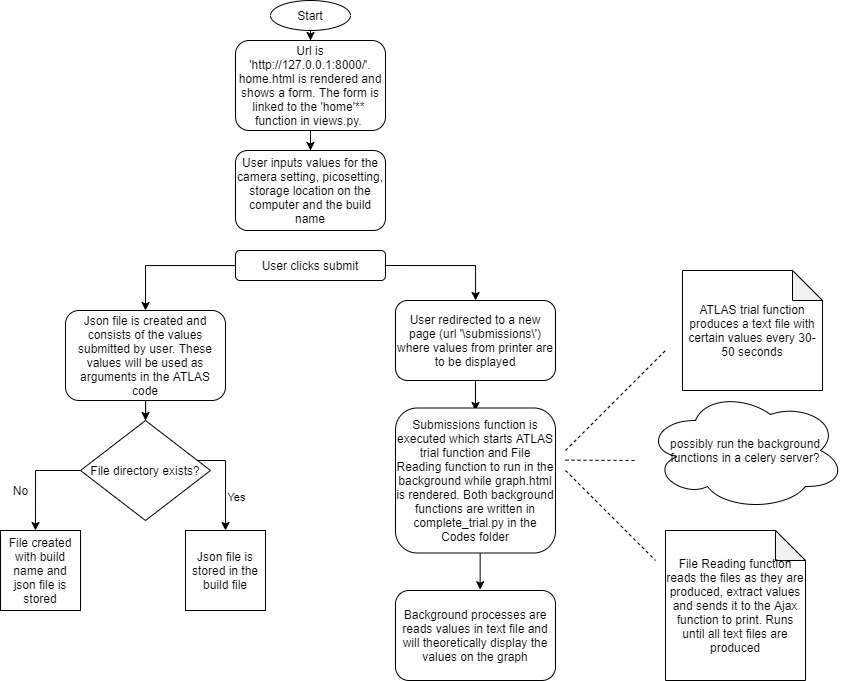 Start
Url is
'http://127.0.0.1:8000/'.
home.html is rendered and
shows a form. The form is
linked to the 'home'**
function in views.py.
User inputs values for the
camera setting, picosetting,
storage location on the
computer and the build
name
User clicks submit
Json file is created and
consists of the values
submitted by user. These
values will be used as
arguments in the ATLAS
code
File directory exists?
No
Yes
File created
with build
name and
json file is
stored
Json file is
stored in the
build file
User redirected to a new
page (url '\submissions\')
where values from printer are
to be displayed
Submissions function is
executed which starts ATLAS
trial function and File
Reading function to run in the
background while graph.html
is rendered. Both background
functions are written in
complete_trial.py in the
Codes folder
Background processes are
reads values in text file and
will theoretically display the
values on the graph
ATLAS trial function
produces a text file with
certain values every 30-
50 seconds
possibly run the background
functions in a celery server?
File Reading function
reads the files as they are
produced, extract values
and sends it to the Ajax
function to print. Runs
until all text files are
produced